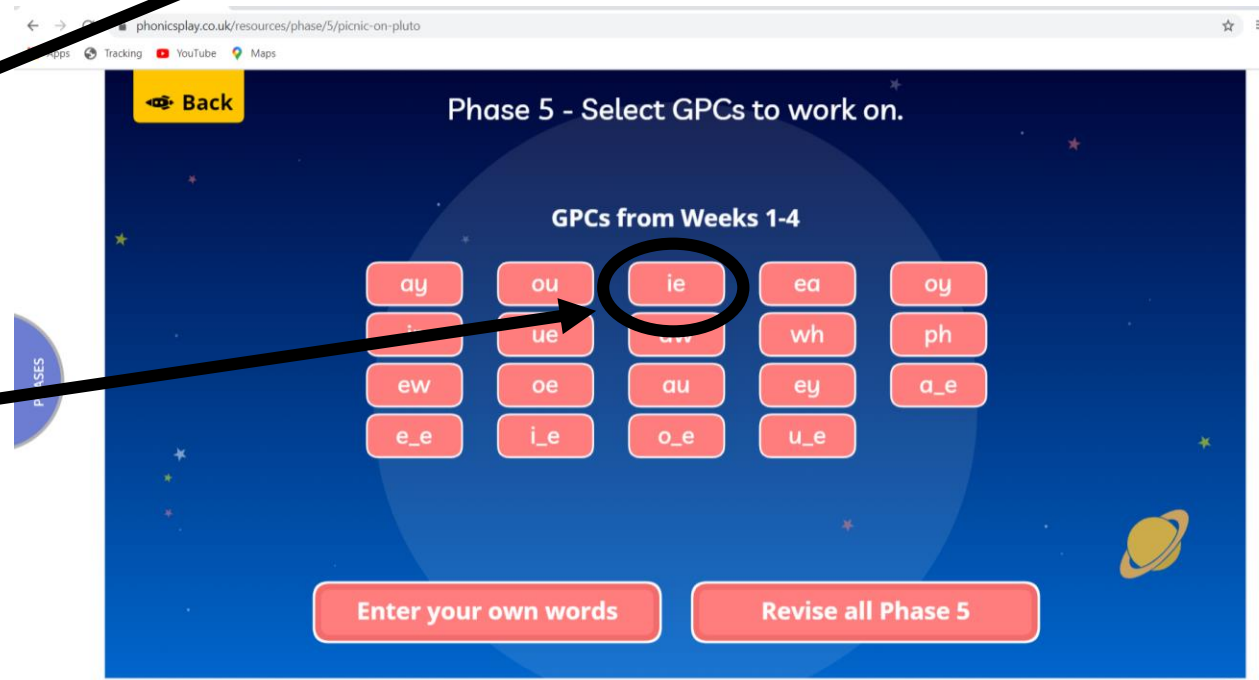 phonicsplay.co.uk/resources/phase/5/picnic-on-pluto
Tracking YouTube Maps
Back
Phase 5 - Select GPCs to work on.
GPCs from Weeks 1-4
ay ou ie ea oy
ue aw wh ph
ew oe au ey a_e
e_e i_e o_e u_e
PHASES
Enter your own words Revise all Phase 5